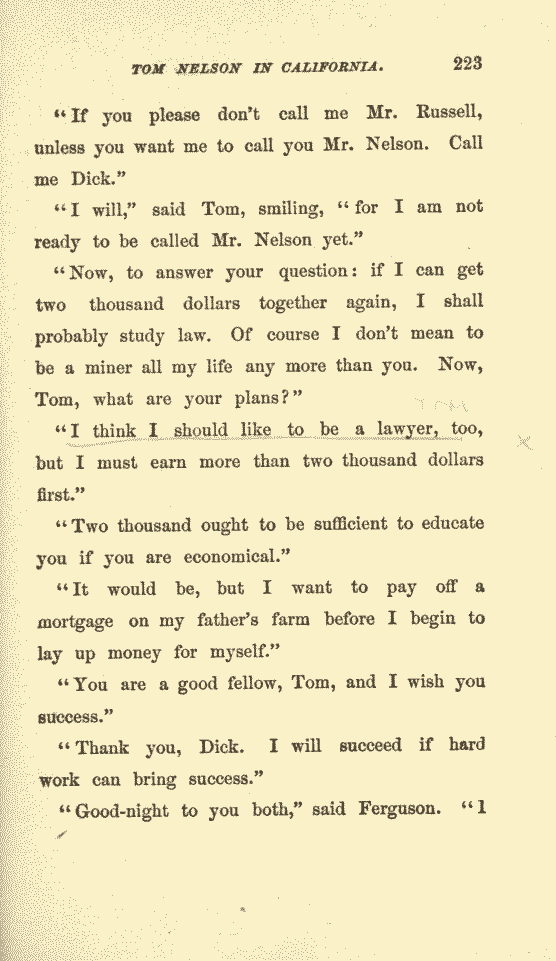 TOM NELSON IN CALIFORNIA. 223
"If you please don't call me Mr. Russell,
unless you want me to call you Mr. Nelson. Call
me Dick."
"I will," said Tom, smiling, "for I am not
ready to be called Mr. Nelson yet."
"Now, to answer your question: if I can get
two thousand dollars together again, I shall
probably study law. Of course I don't mean to
be a miner all my life any more than you. Now,
Tom, what are your plans?"
TOM
"I think I should like to be a lawyer, too,
but I must earn more than two thousand dollars
first."
"Two thousand ought to be sufficient to educate
you if you are economical."
"It would be, but I want to pay off a
mortgage on my father's farm before I begin to
lay up money for myself."
"You are a good fellow, Tom, and I wish you
success."
"Thank you, Dick. I will succeed if hard
work can bring success."
"Good-night to you both," said Ferguson. "I